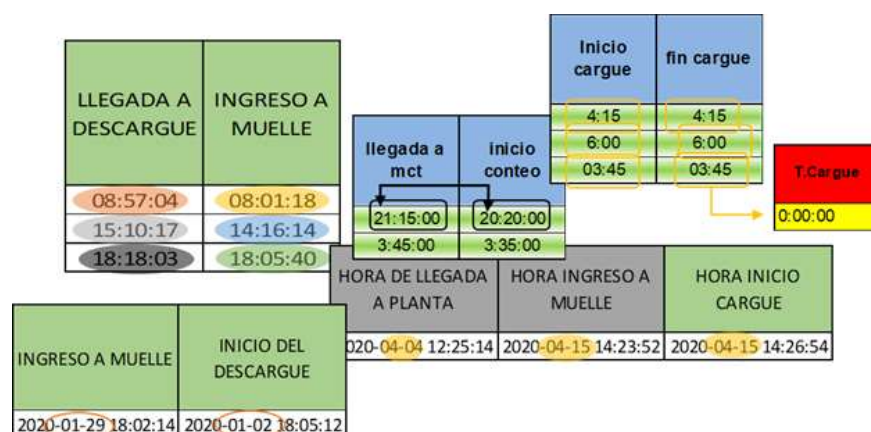 LLEGADA A DESCARGUE
INGRESO A MUELLE
08:57:04 08:01:18
15:10:17 14:16:14
18:18:03 18:05:40
llegada a mct
inicio conteo
21:15:00 20:20:00
3:45:00 3:35:00
Inicio cargue
fin cargue
4:15 4:15
6:00 6:00
03:45 03:45
T.Cargue
0:00:00
HORA DE LLEGADA A PLANTA
HORA INGRESO A MUELLE
HORA INICIO CARGUE
020-04-04 12:25:14 2020-04-15 14:23:52 2020-04-15 14:26:54
INGRESO A MUELLE
INICIO DEL DESCARGUE
2020-01-29 18:02:14 2020-01-02 18:05:12